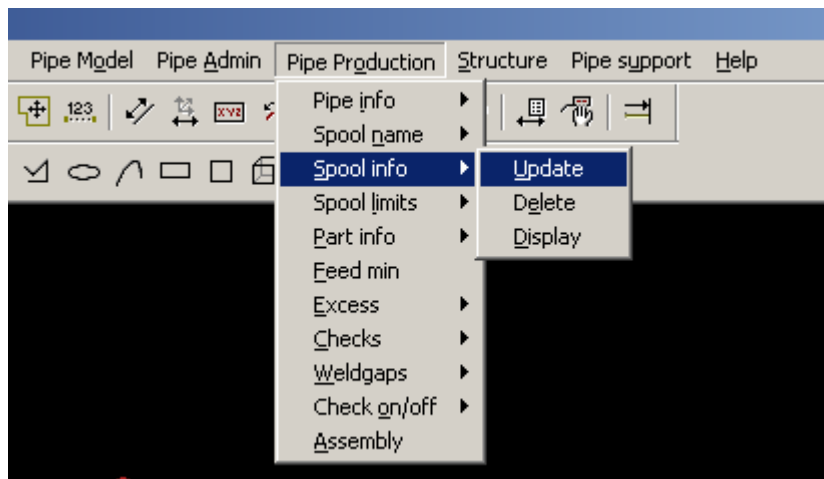 Pipe Model Pipe Admin Pipe Production Structure Pipe support Help
123 XYZ
Pipe info
Spool name
Spool info Update
Spool limits Delete
Part info Display
Feed min
Excess
Checks
Weldgaps
Check on/off
Assembly